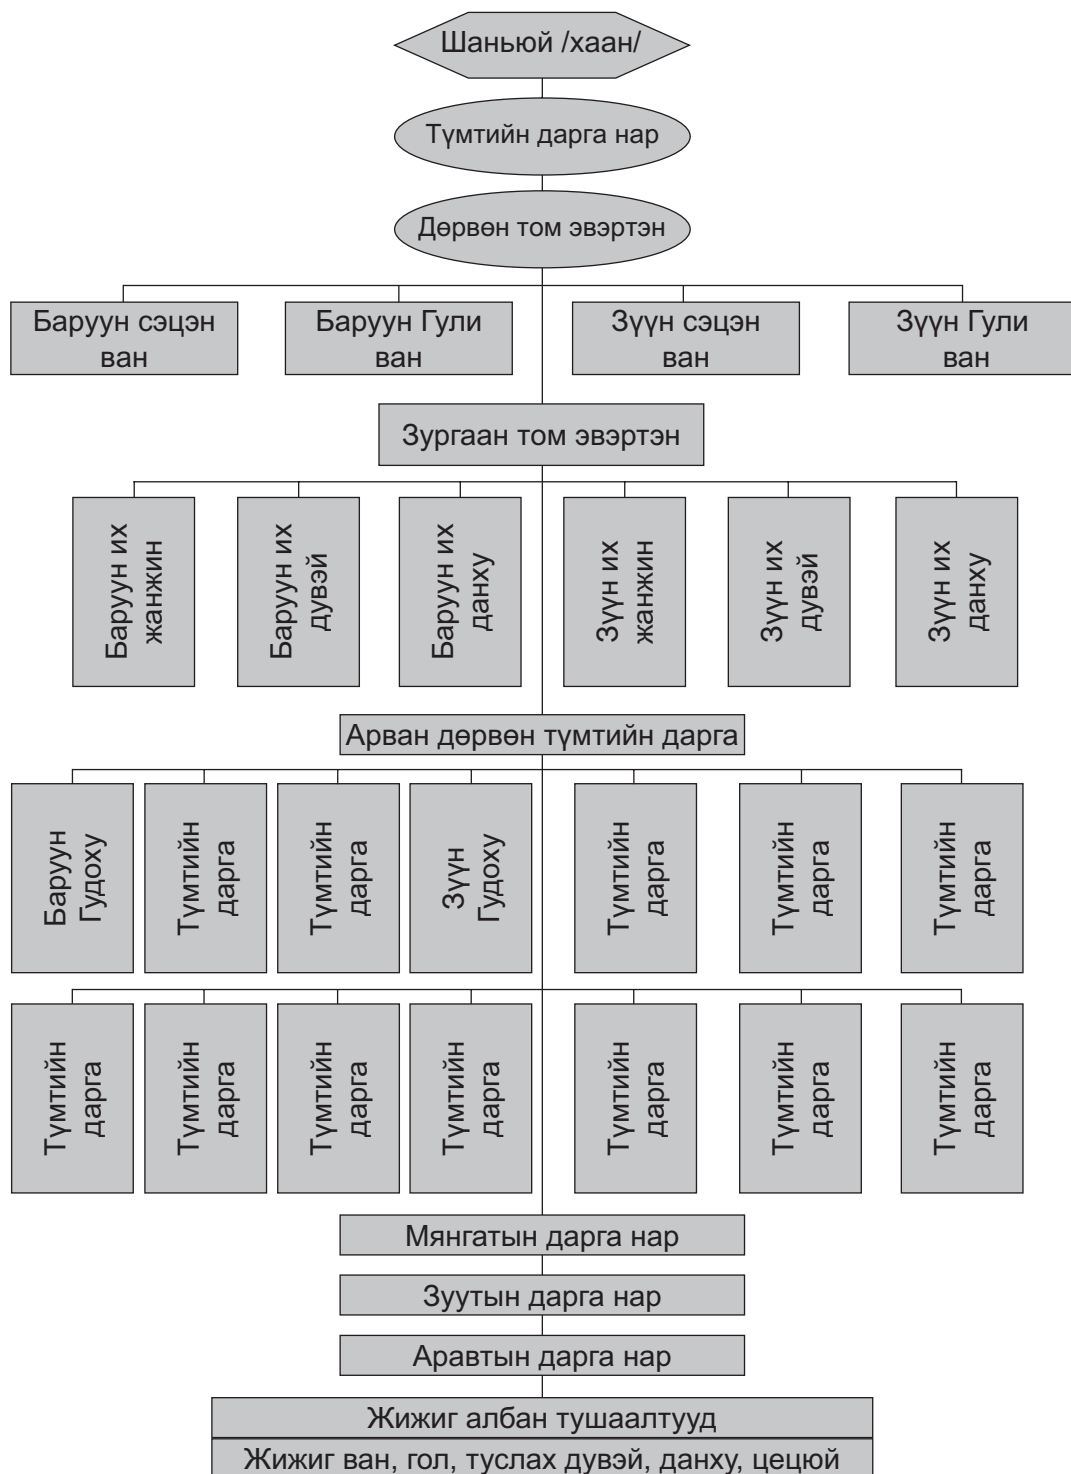 Шаньюй /хаан/
Түмтийн дарга нар
Дөрвөн том эвэртэн
Баруун сэцэн
ван
Баруун Гули
ван
Зүүн сэцэн
ван
Зүүн Гули
ван
Зургаан том эвэртэн
Баруун их
жанжин
Баруун их
дувэй
Баруун их
данху
Зүүн их
жанжин
Зүүн их
дувэй
Зүүн их
данху
Арван дөрвөн түмтийн дарга
Баруун
Гудоху
Түмтийн
дарга
Түмтийн
дарга
Зүүн
Гудоху
Түмтийн
дарга
Түмтийн
дарга
Түмтийн
дарга
Түмтийн
дарга
Түмтийн
дарга
Түмтийн
дарга
Түмтийн
дарга
Түмтийн
дарга
Түмтийн
дарга
Түмтийн
дарга
Мянгатын дарга нар
Зуутын дарга нар
Аравтын дарга нар
Жижиг албан тушаалтууд
Жижиг ван, гол, туслах дувэй, данху, цецюй